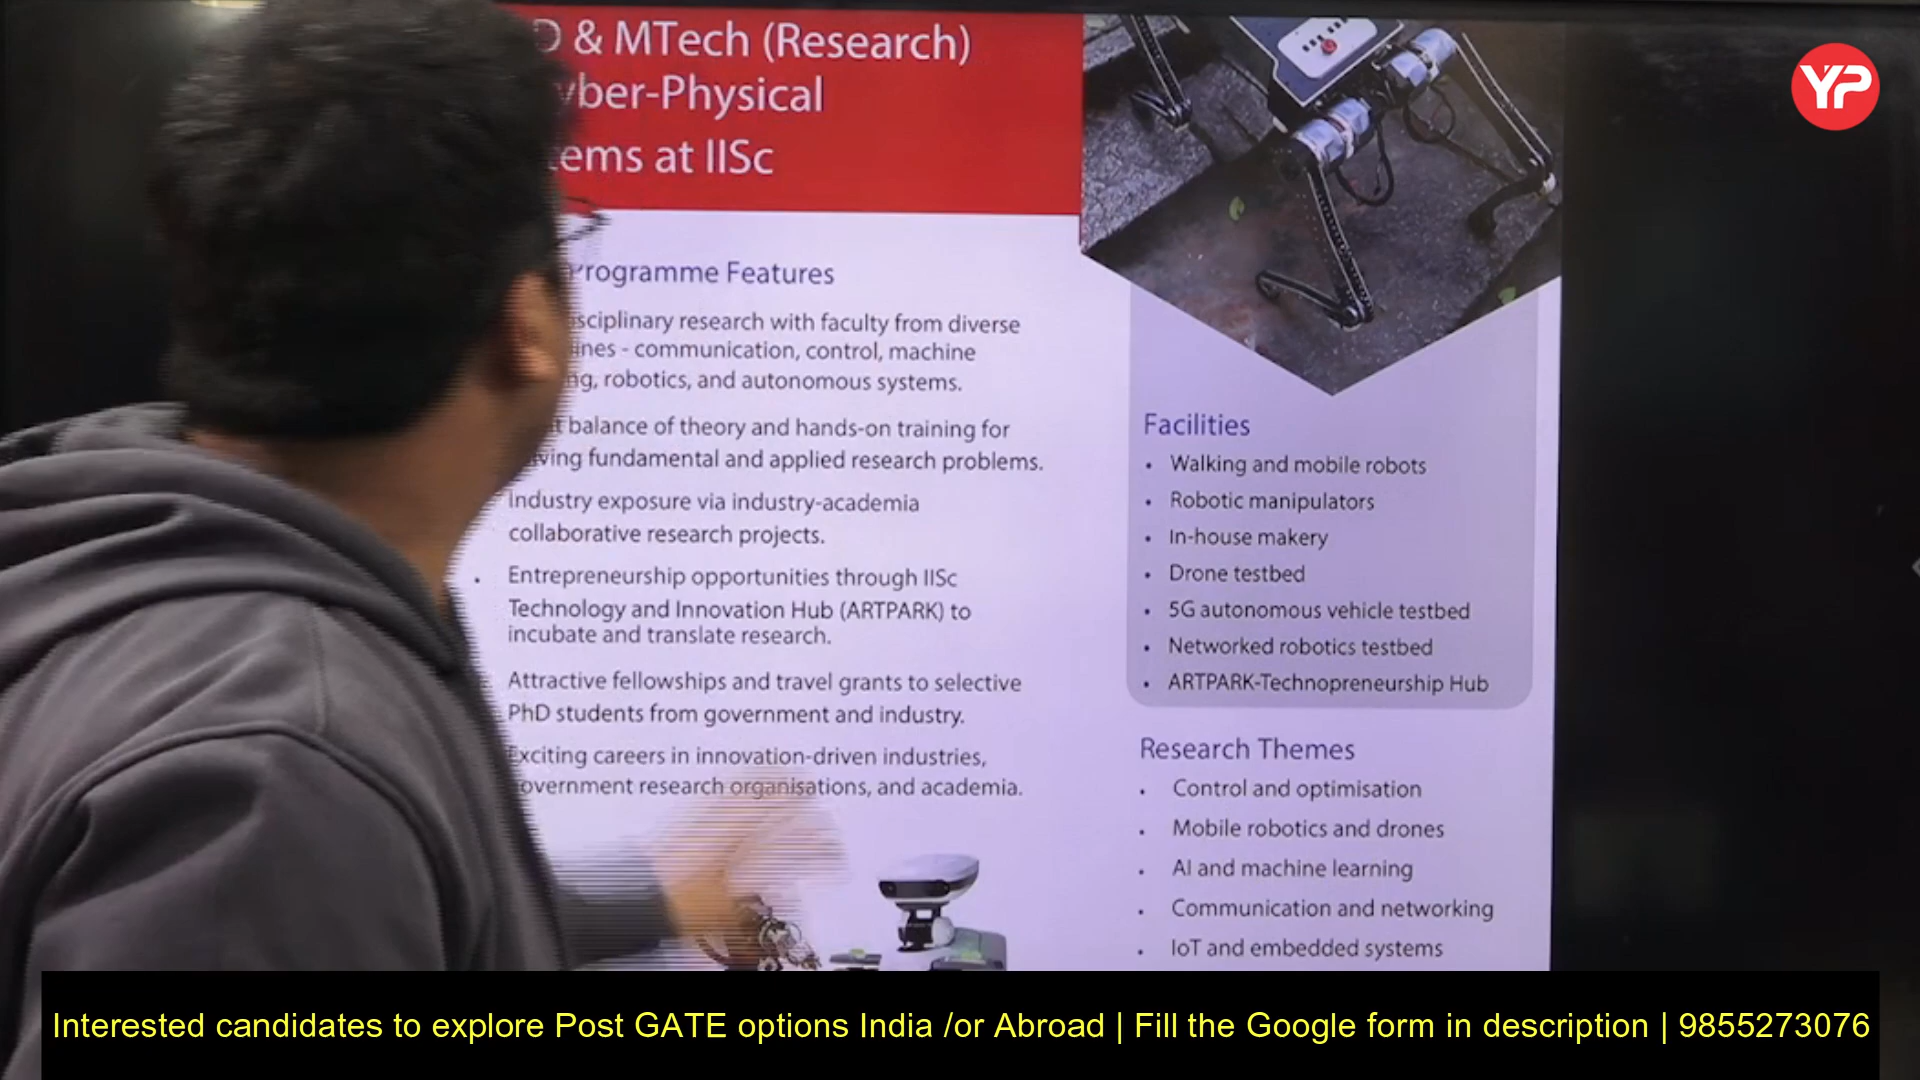 & MTech (Research)
Physical
at IISc
YP
Programme Features
research with faculty from diverse
- communication, control, machine
robotics, and autonomous systems.
balance of theory and hands-on training for
fundamental and applied research problems.
Industry exposure via industry-academia
collaborative research projects.
• Entrepreneurship opportunities through IISc
Technology and Innovation Hub (ARTPARK) to
incubate and translate research.
Attractive fellowships and travel grants to selective
PhD students from government and industry.
Exciting careers in innovation-driven industries,
government research organisations, and academia.
Facilities
• Walking and mobile robots
• Robotic manipulators
• In-house makery
• Drone testbed
• 5G autonomous vehicle testbed
• Networked robotics testbed
• ARTPARK-Technopreneurship Hub
Research Themes
• Control and optimisation
• Mobile robotics and drones
• AI and machine learning
• Communication and networking
• IoT and embedded systems
Interested candidates to explore Post GATE options India /or Abroad | Fill the Google form in description | 9855273076